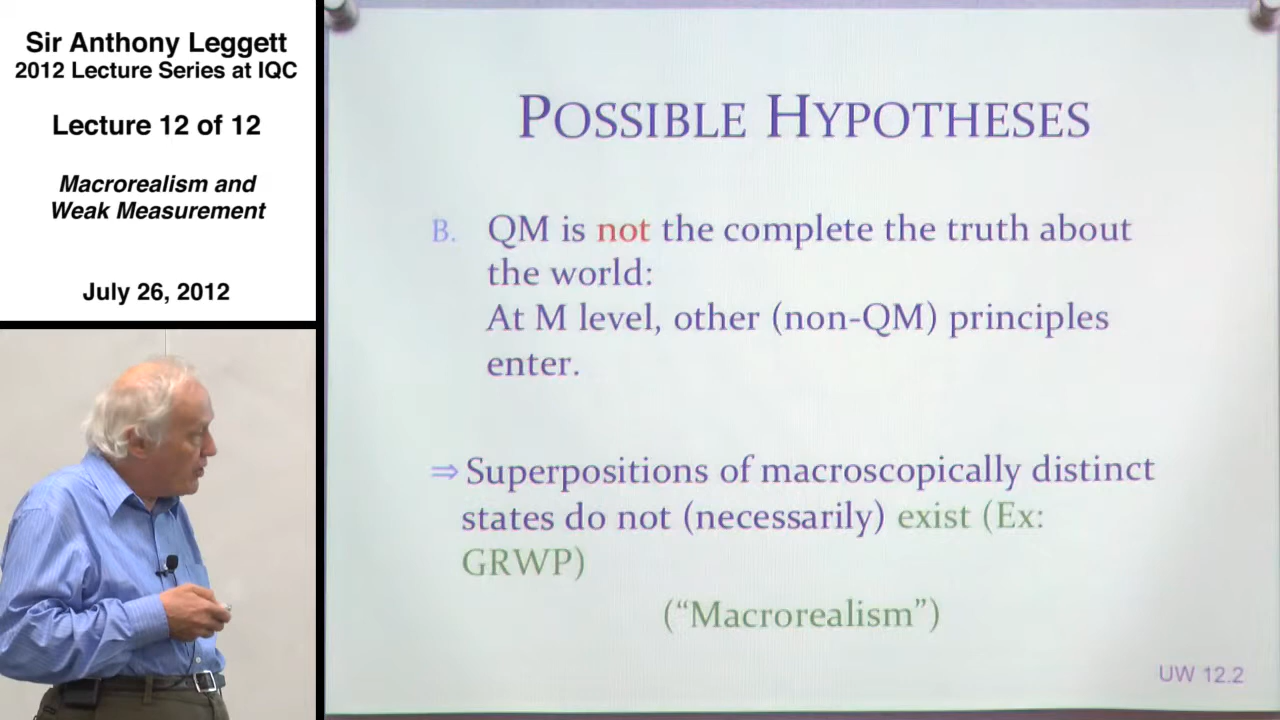 Sir Anthony Leggett
2012 Lecture Series at IQC
Lecture 12 of 12
Macrorealism and
Weak Measurement
July 26, 2012
POSSIBLE HYPOTHESES
B. QM is not the complete the truth about
the world:
At M level, other (non-QM) principles
enter.
⇒ Superpositions of macroscopically distinct
states do not (necessarily) exist (Ex:
GRWP)
(“Macrorealism”)
UW 12.2